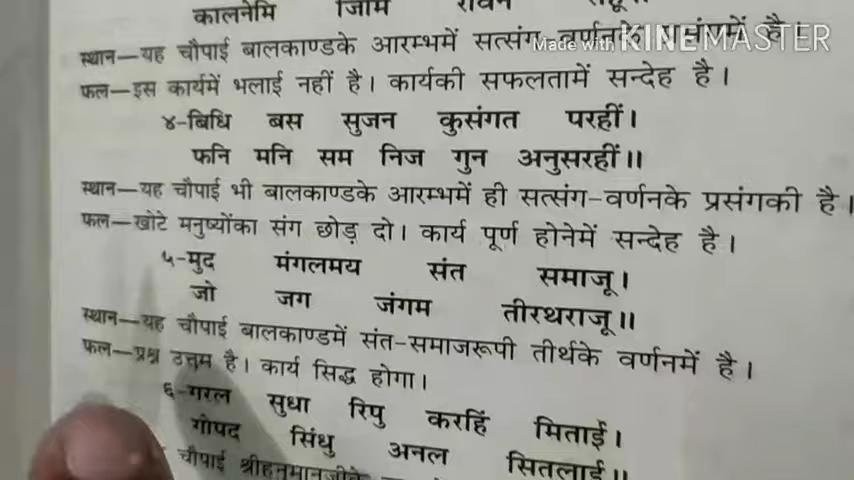 कालनेमि जिमि
स्थान—यह चौपाई बालकाण्डके आरम्भमें सत्संग-वर्णनके प्रसंगमें है।
Made with KINEMASTER
फल—इस कार्यमें भलाई नहीं है। कार्यकी सफलतामें सन्देह है।
४-बिधि बस सुजन कुसंगत परहीं।
फनि मनि सम निज गुन अनुसरहीं॥
स्थान—यह चौपाई भी बालकाण्डके आरम्भमें ही सत्संग-वर्णनके प्रसंगकी है।
फल—खोटे मनुष्योंका संग छोड़ दो। कार्य पूर्ण होनेमें सन्देह है।
५-मुद मंगलमय संत समाजू।
जो जग जंगम तीरथराजू॥
स्थान—यह चौपाई बालकाण्डमें संत-समाजरूपी तीर्थके वर्णनमें है।
फल—प्रश्न उत्तम है। कार्य सिद्ध होगा।
६-गरल सुधा रिपु करहिं मिताई।
गोपद सिंधु अनल सितलाई॥
चौपाई श्रीहनुमानजीके